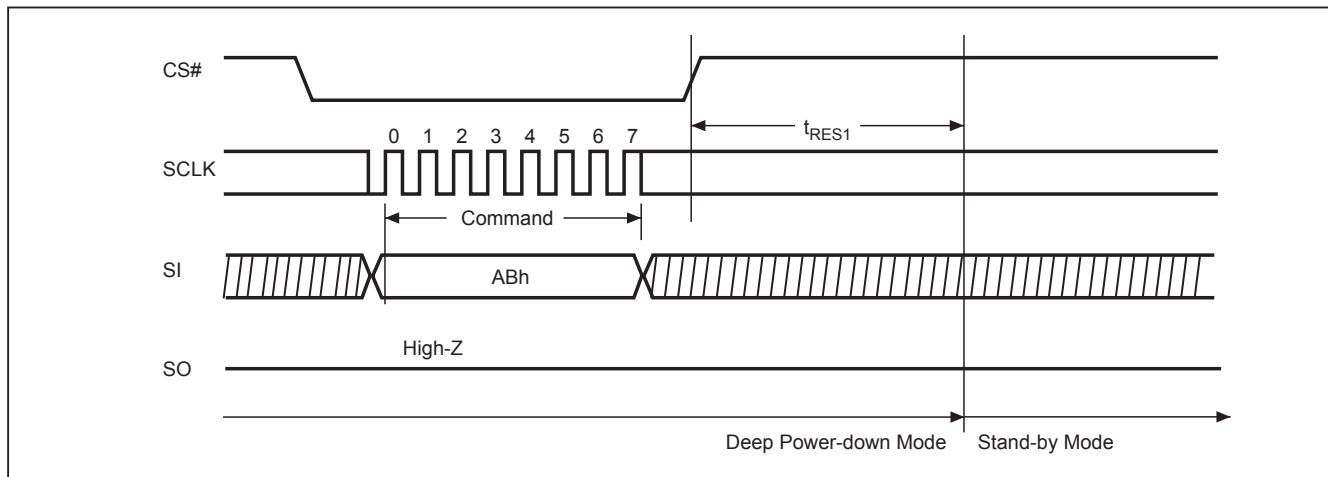 CS#
tRES1
0 1 2 3 4 5 6 7
SCLK
Command
SI
ABh
High-Z
SO
Deep Power-down Mode Stand-by Mode